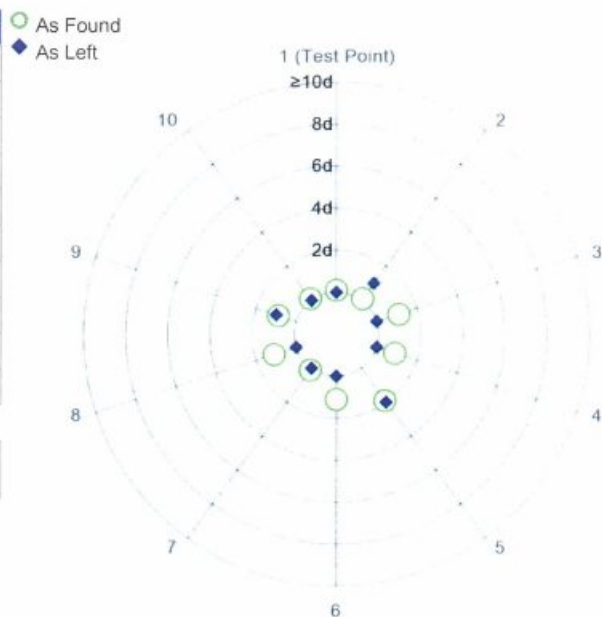 As Found
As Left
1 (Test Point)
≥10d
10
2
8d
6d
4d
9
3
2d
8
4
7
5
6